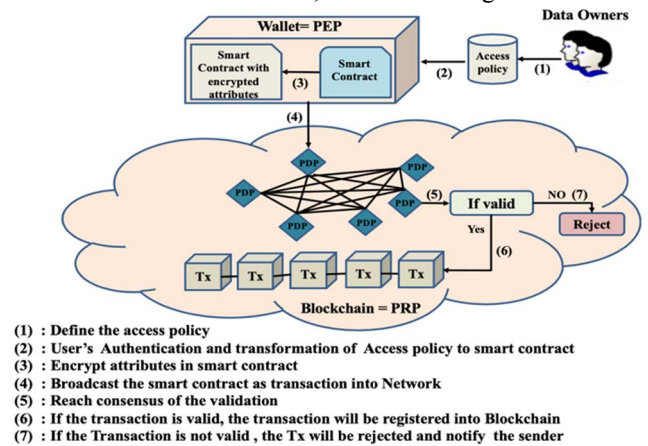 Wallet= PEP
Data Owners
Smart
Contract with
encrypted
attributes
(3)
Smart
Contract
(2)
Access
policy
(1)
(4)
PDP
PDP
PDP
PDP
PDP
PDP
(5)
If valid
NO (7)
Reject
Yes
(6)
Tx
Tx
Tx
Tx
Tx
Blockchain = PRP
(1) : Define the access policy
(2) : User's Authentication and transformation of Access policy to smart contract
(3) : Encrypt attributes in smart contract
(4) : Broadcast the smart contract as transaction into Network
(5) : Reach consensus of the validation
(6) : If the transaction is valid, the transaction will be registered into Blockchain
(7) : If the Transaction is not valid , the Tx will be rejected and notify the sender